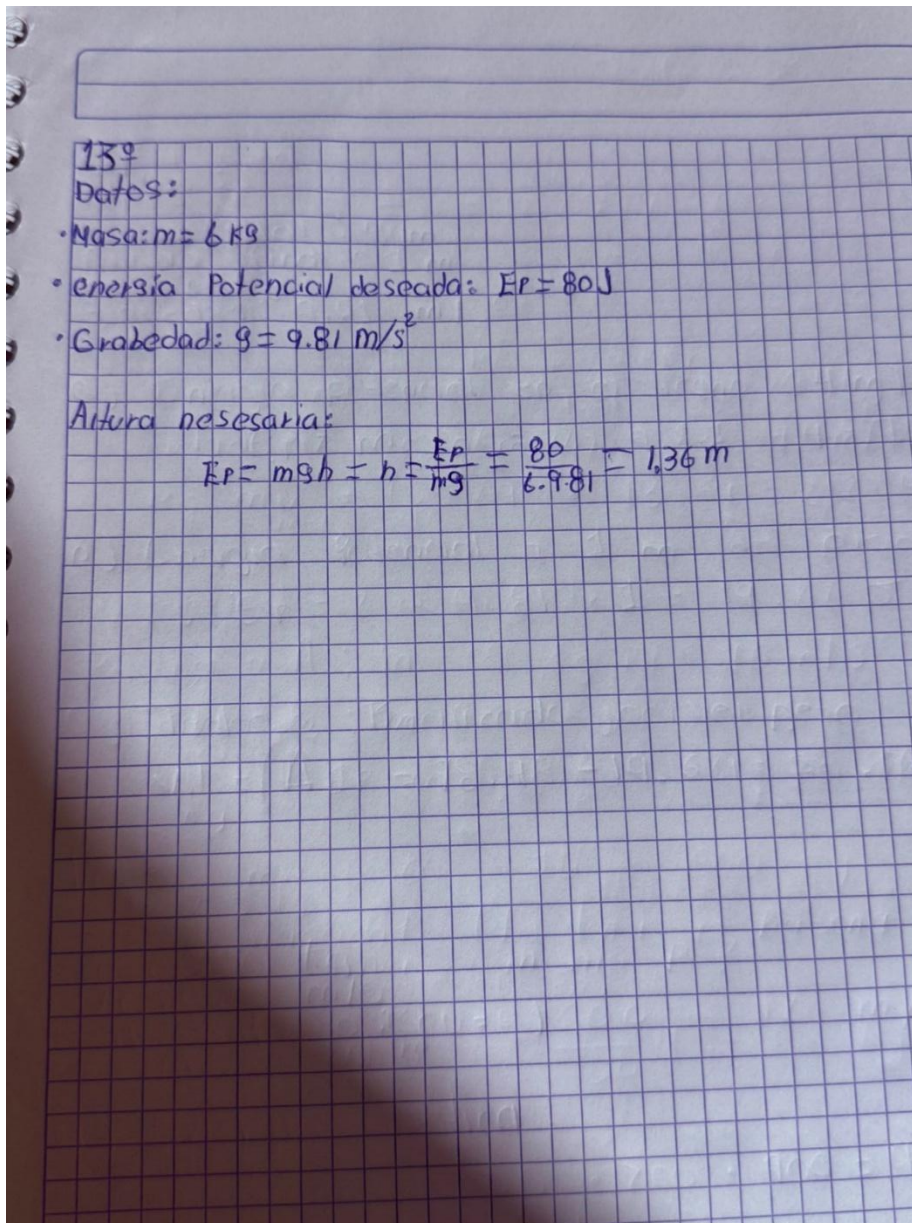 13º
Datos:
·Masa: m= 6 Kg
·energía Potencial deseada: EP = 80J
·Grabedad: g = 9.81 m/s²
Altura nesesaria:
EP = mgh = h = EP/mg = 80/6·9.81 = 1,36 m